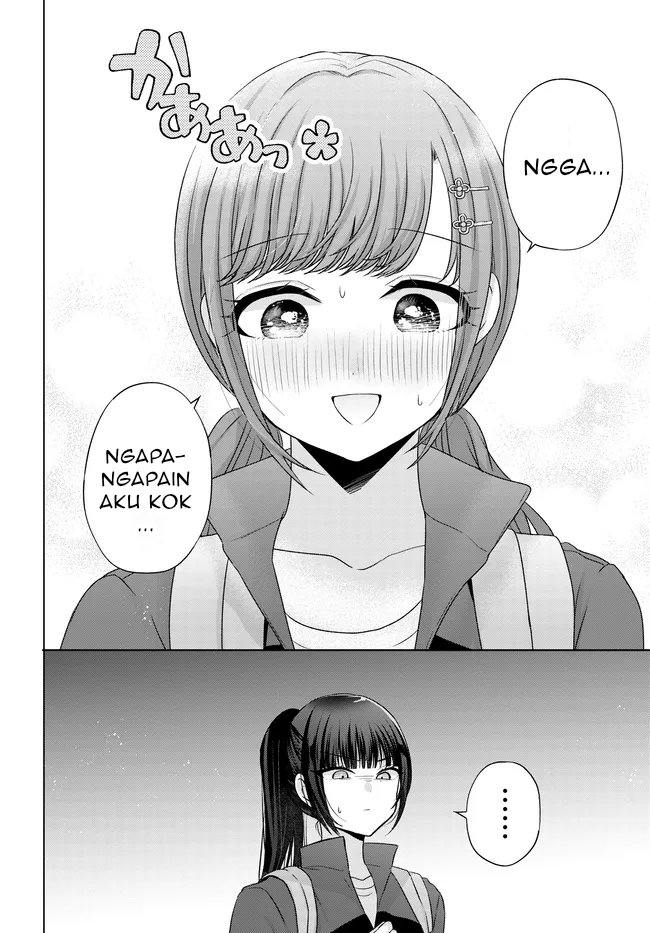 かあああっ
NGGA...
NGAPA-
NGAPAIN
AKU KOK
...
......